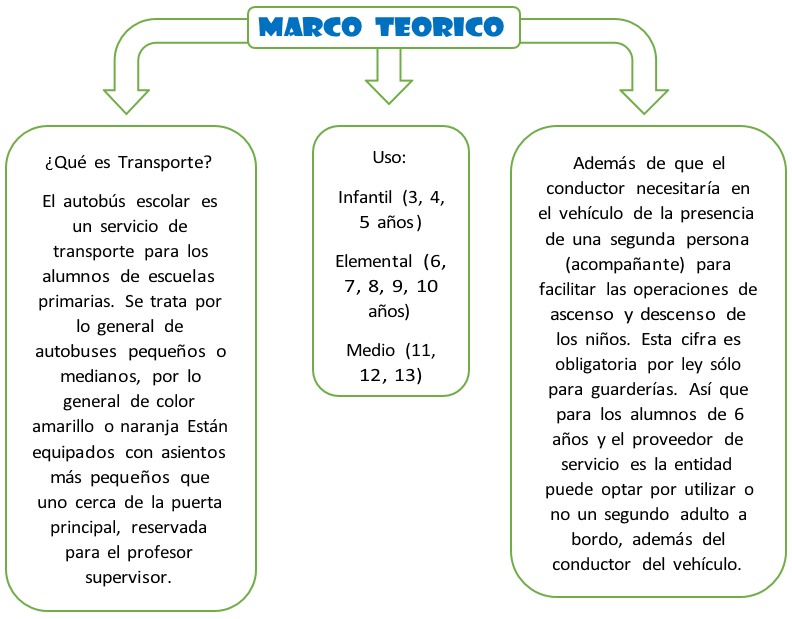 MARCO TEORICO
¿Qué es Transporte?
El autobús escolar es
un servicio de
transporte para los
alumnos de escuelas
primarias. Se trata por
lo general de
autobuses pequeños o
medianos, por lo
general de color
amarillo o naranja Están
equipados con asientos
más pequeños que
uno cerca de la puerta
principal, reservada
para el profesor
supervisor.
Uso:
Infantil (3, 4,
5 años)
Elemental (6,
7, 8, 9, 10
años)
Medio (11,
12, 13)
Además de que el
conductor necesitaría en
el vehículo de la presencia
de una segunda persona
(acompañante) para
facilitar las operaciones de
ascenso y descenso de
los niños. Esta cifra es
obligatoria por ley sólo
para guarderías. Así que
para los alumnos de 6
años y el proveedor de
servicio es la entidad
puede optar por utilizar o
no un segundo adulto a
bordo, además del
conductor del vehículo.